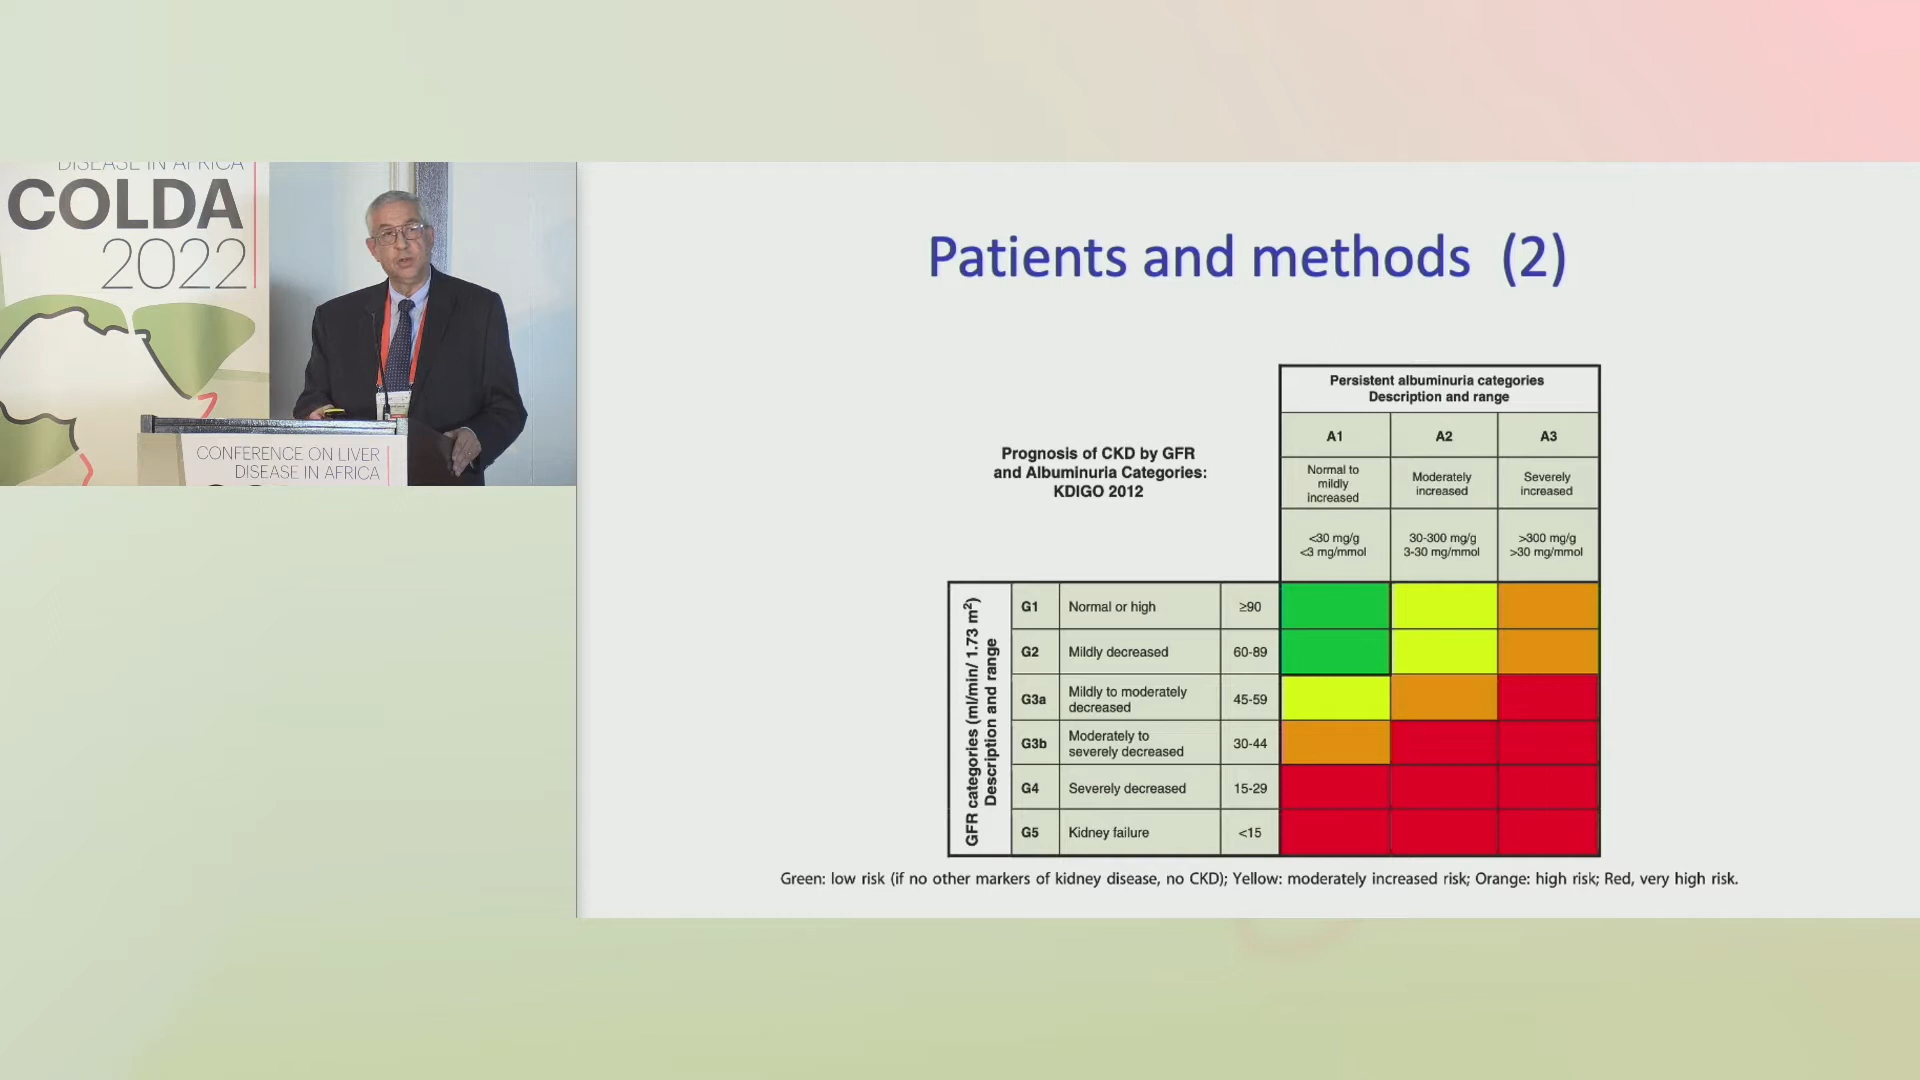 DISEASE IN AFRICA
COLDA
2022
CONFERENCE ON LIVER
DISEASE IN AFRICA
Patients and methods (2)
Persistent albuminuria categories
Description and range
A1
A2
A3
Prognosis of CKD by GFR
and Albuminuria Categories:
KDIGO 2012
Normal to
mildly
increased
Moderately
increased
Severely
increased
<30 mg/g
<3 mg/mmol
30-300 mg/g
3-30 mg/mmol
>300 mg/g
>30 mg/mmol
GFR categories (ml/min/ 1.73 m²)
Description and range
G1 Normal or high ≥90
G2 Mildly decreased 60-89
G3a Mildly to moderately
decreased 45-59
G3b Moderately to
severely decreased 30-44
G4 Severely decreased 15-29
G5 Kidney failure <15
Green: low risk (if no other markers of kidney disease, no CKD); Yellow: moderately increased risk; Orange: high risk; Red, very high risk.